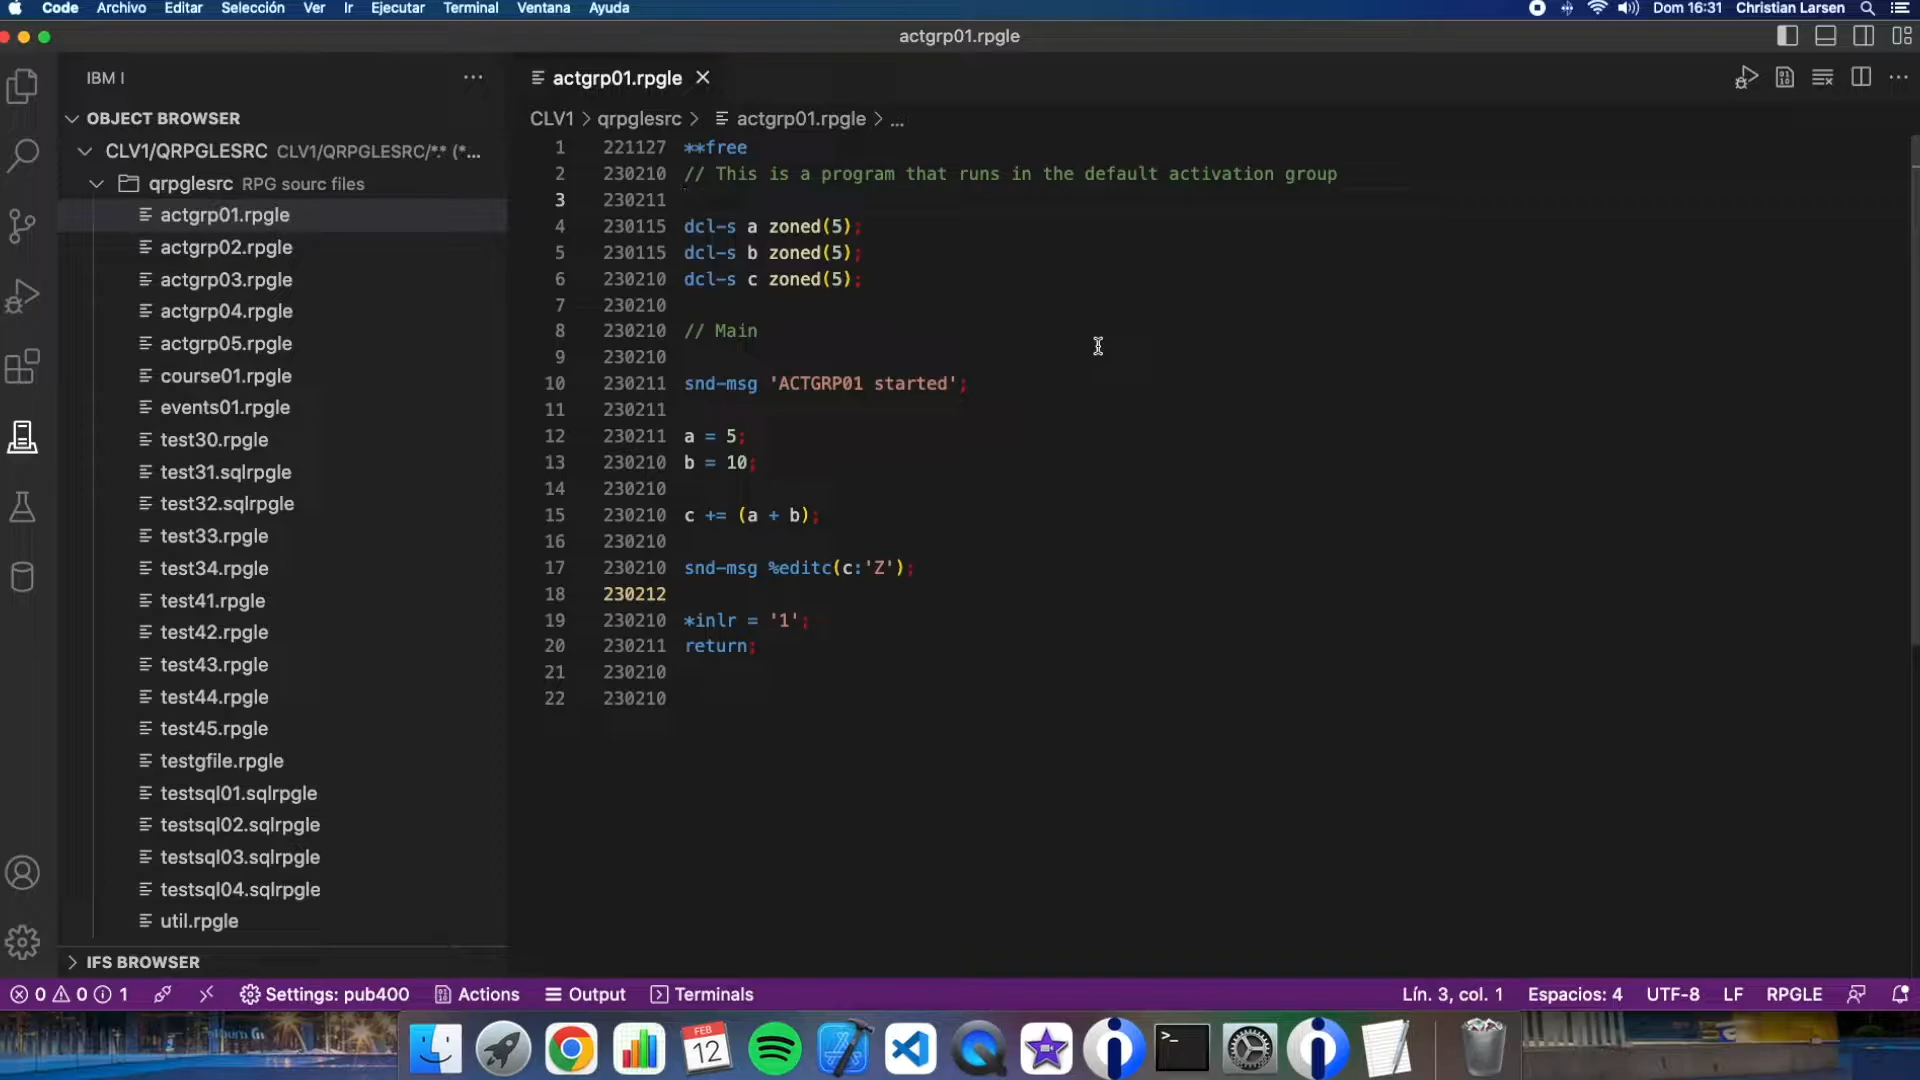 Code Archivo Editar Selección Ver Ir Ejecutar Terminal Ventana Ayuda Dom 16:31 Christian Larsen
actgrp01.rpgle
IBM I
actgrp01.rpgle
OBJECT BROWSER
CLV1/QRPGLESRC CLV1/QRPGLESRC/*.* (*...
qrpglesrc RPG sourc files
actgrp01.rpgle
actgrp02.rpgle
actgrp03.rpgle
actgrp04.rpgle
actgrp05.rpgle
course01.rpgle
events01.rpgle
test30.rpgle
test31.sqlrpgle
test32.sqlrpgle
test33.rpgle
test34.rpgle
test41.rpgle
test42.rpgle
test43.rpgle
test44.rpgle
test45.rpgle
testgfile.rpgle
testsql01.sqlrpgle
testsql02.sqlrpgle
testsql03.sqlrpgle
testsql04.sqlrpgle
util.rpgle
IFS BROWSER
CLV1 > qrpglesrc > actgrp01.rpgle > ...
1 221127 **free
2 230210 // This is a program that runs in the default activation group
3 230211
4 230115 dcl-s a zoned(5);
5 230115 dcl-s b zoned(5);
6 230210 dcl-s c zoned(5);
7 230210
8 230210 // Main
9 230210
10 230211 snd-msg 'ACTGRP01 started';
11 230211
12 230211 a = 5;
13 230210 b = 10;
14 230210
15 230210 c += (a + b);
16 230210
17 230210 snd-msg %editc(c:'Z');
18 230212
19 230210 *inlr = '1';
20 230211 return;
21 230210
22 230210
0 0 1 Settings: pub400 Actions Output Terminals Lín. 3, col. 1 Espacios: 4 UTF-8 LF RPGLE
FEB
12